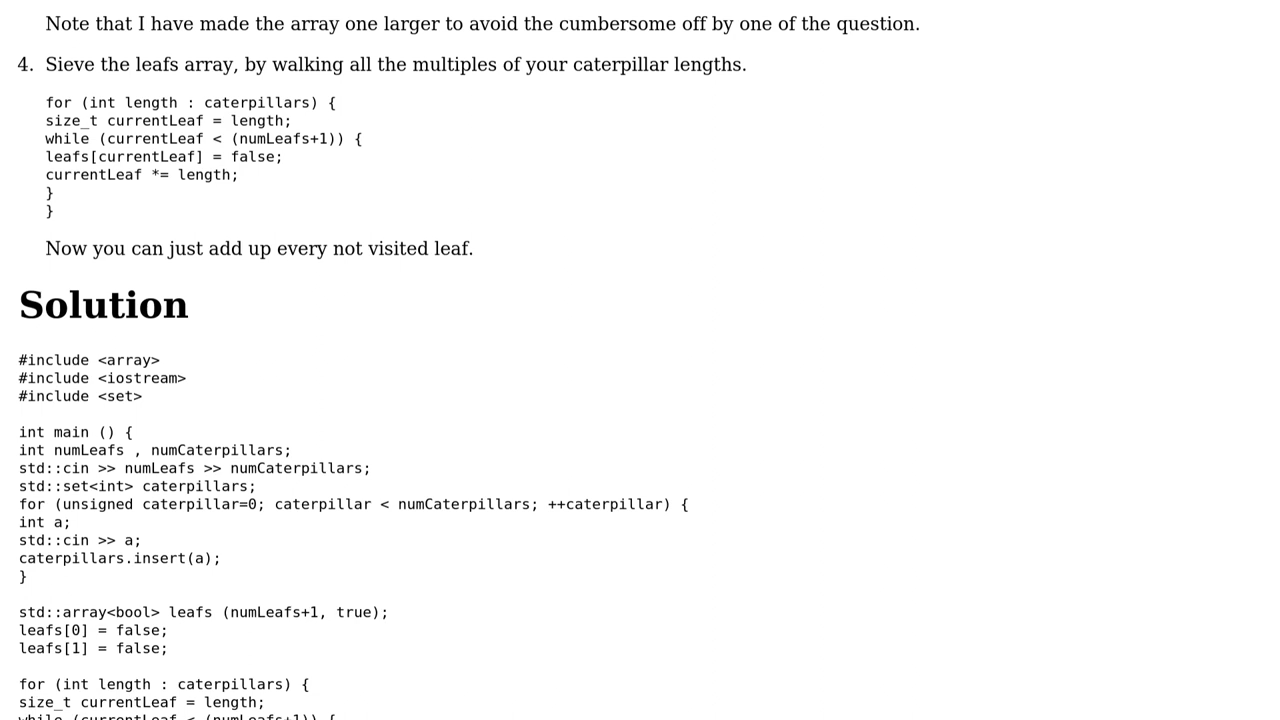 Note that I have made the array one larger to avoid the cumbersome off by one of the question.
4. Sieve the leafs array, by walking all the multiples of your caterpillar lengths.
for (int length : caterpillars) {
size_t currentLeaf = length;
while (currentLeaf < (numLeafs+1)) {
leafs[currentLeaf] = false;
currentLeaf *= length;
}
}
Now you can just add up every not visited leaf.
Solution
#include <array>
#include <iostream>
#include <set>
int main () {
int numLeafs , numCaterpillars;
std::cin >> numLeafs >> numCaterpillars;
std::set<int> caterpillars;
for (unsigned caterpillar=0; caterpillar < numCaterpillars; ++caterpillar) {
int a;
std::cin >> a;
caterpillars.insert(a);
}
std::array<bool> leafs (numLeafs+1, true);
leafs[0] = false;
leafs[1] = false;
for (int length : caterpillars) {
size_t currentLeaf = length;
while (currentLeaf < (numLeafs+1)) {